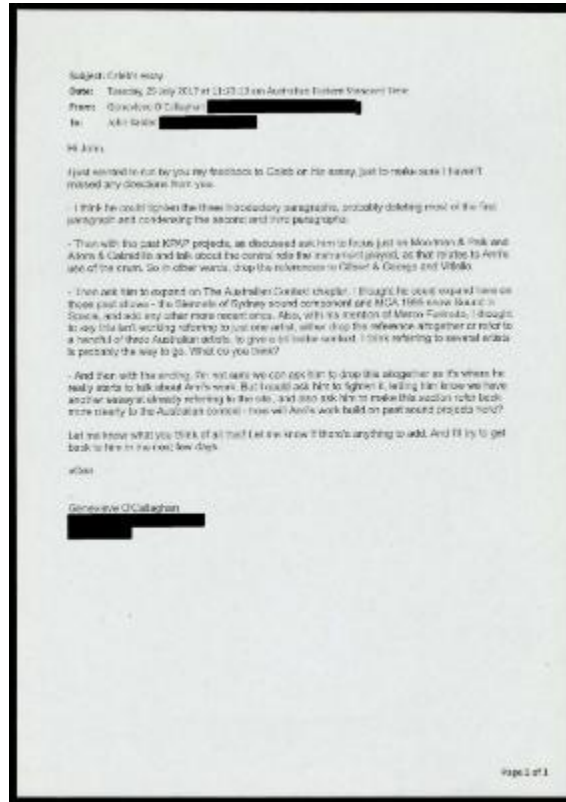 Subject: Caleb's essay
Date: Tuesday, 25 July 2017 at 11:23:13 am Australian Eastern Standard Time
From: Genevieve O'Callaghan
To: John Kaldor
Hi John,
I just wanted to run by you my feedback to Caleb on his essay, just to make sure I haven't
missed any directions from you.
- I think he could tighten the three introductory paragraphs, probably deleting most of the first
paragraph and condensing the second and third paragraphs.
- Then with the past KPAP projects, as discussed ask him to focus just on Moorman & Paik and
Allora & Calzadilla and talk about the central role the instrument played, as that relates to Anri's
use of the drum. So in other words, drop the references to Gilbert & George and
- Then ask him to expand on The Australian Context chapter. I thought he could expand here on
those past shows - the Biennale of Sydney sound component and MCA 1995 show Sound in
Space, and add any other more recent ones. Also, with his mention of Marco Fusinato, I thought
to say this isn't working referring to just one artist, either drop the reference altogether or refer to
a handful of these Australian artists, to give a bit better context. I think referring to several artists
is probably the way to go. What do you think?
- And then with the ending, I'm not sure we can ask him to drop this altogether as it's where he
really starts to talk about Anri's work. But I could ask him to tighten it, letting him know we have
another essayist already referring to the site, and also ask him to make this section refer back
more clearly to the Australian context - how will Anri's work build on past sound projects here?
Let me know what you think of all this? Let me know if there's anything to add. And I'll try to get
back to him in the next few days.
Genevieve O'Callaghan
Page 1 of 1